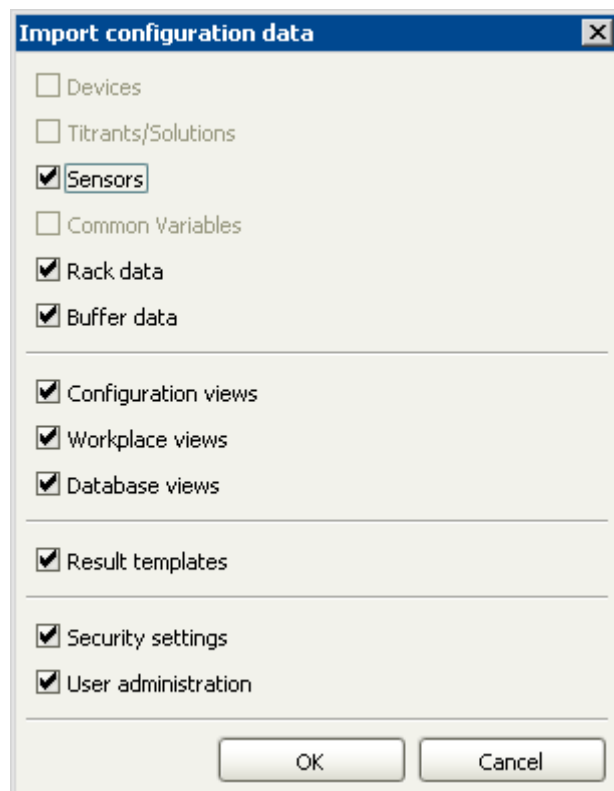 Import configuration data
Devices
Titrants/Solutions
Sensors
Common Variables
Rack data
Buffer data
Configuration views
Workplace views
Database views
Result templates
Security settings
User administration
OK Cancel